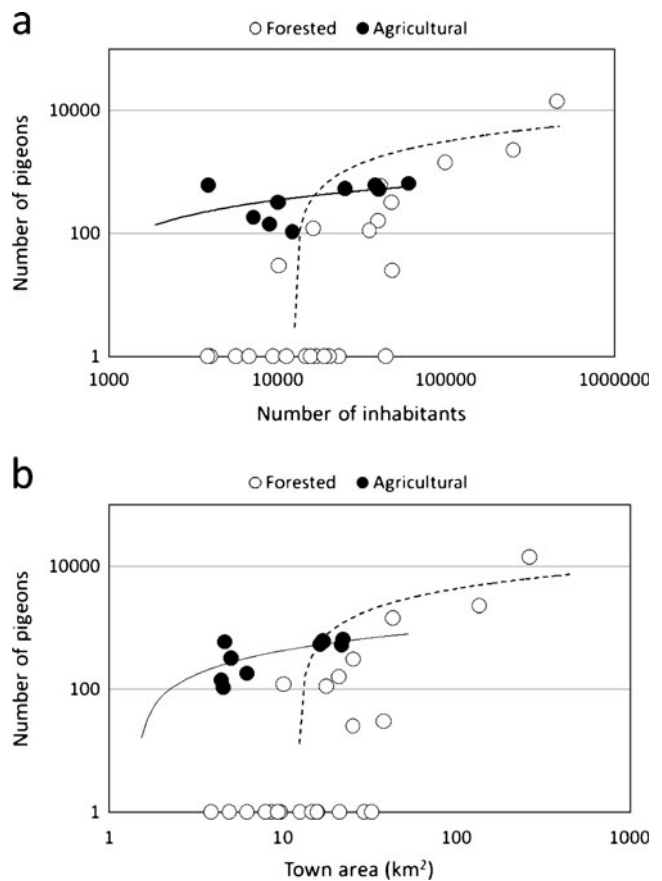 a
○ Forested ● Agricultural
Number of pigeons
10000
100
1
1000 10000 100000 1000000
Number of inhabitants
b
○ Forested ● Agricultural
Number of pigeons
10000
100
1
1 10 100 1000
Town area (km²)